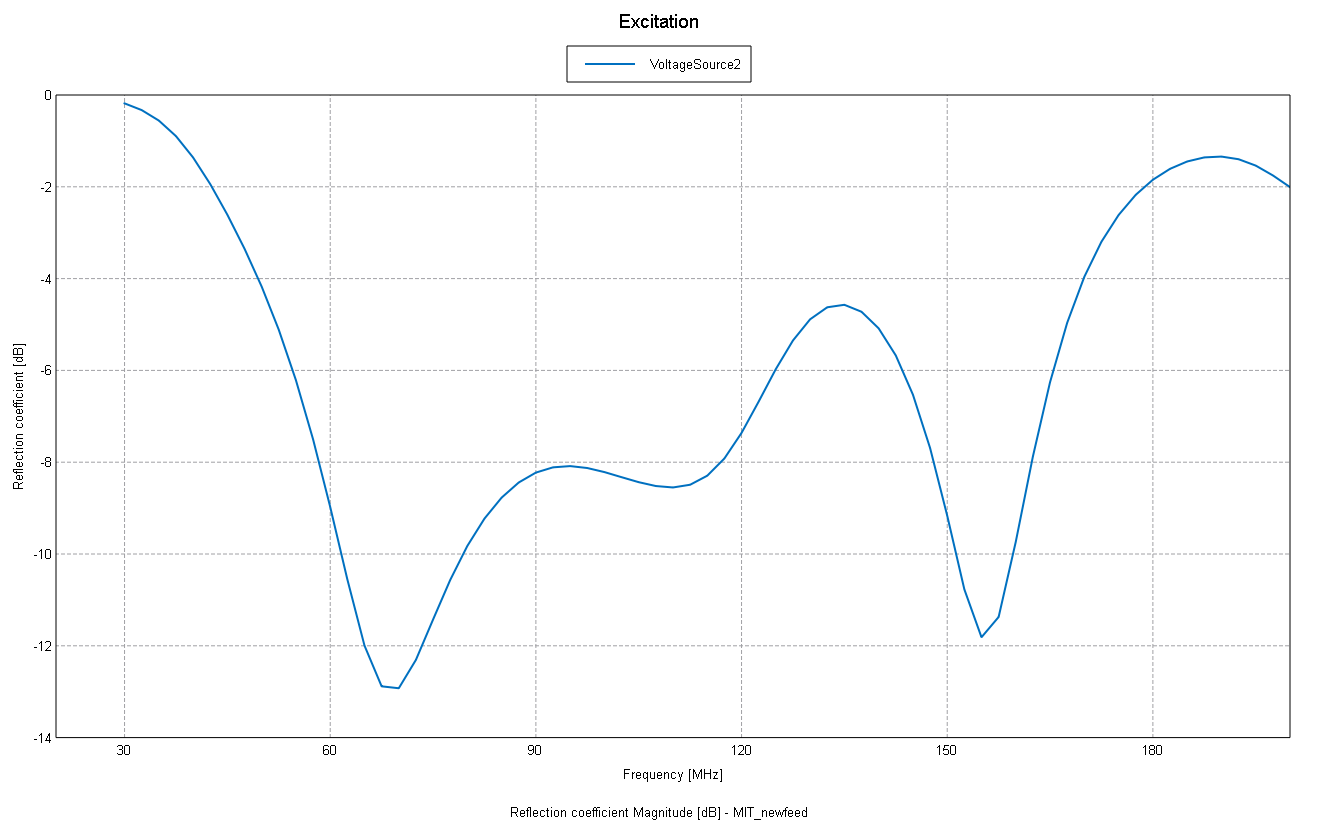 Excitation
VoltageSource2
0
-2
-4
-6
-8
-10
-12
-14
Reflection coefficient [dB]
30 60 90 120 150 180
Frequency [MHz]
Reflection coefficient Magnitude [dB] - MIT_newfeed